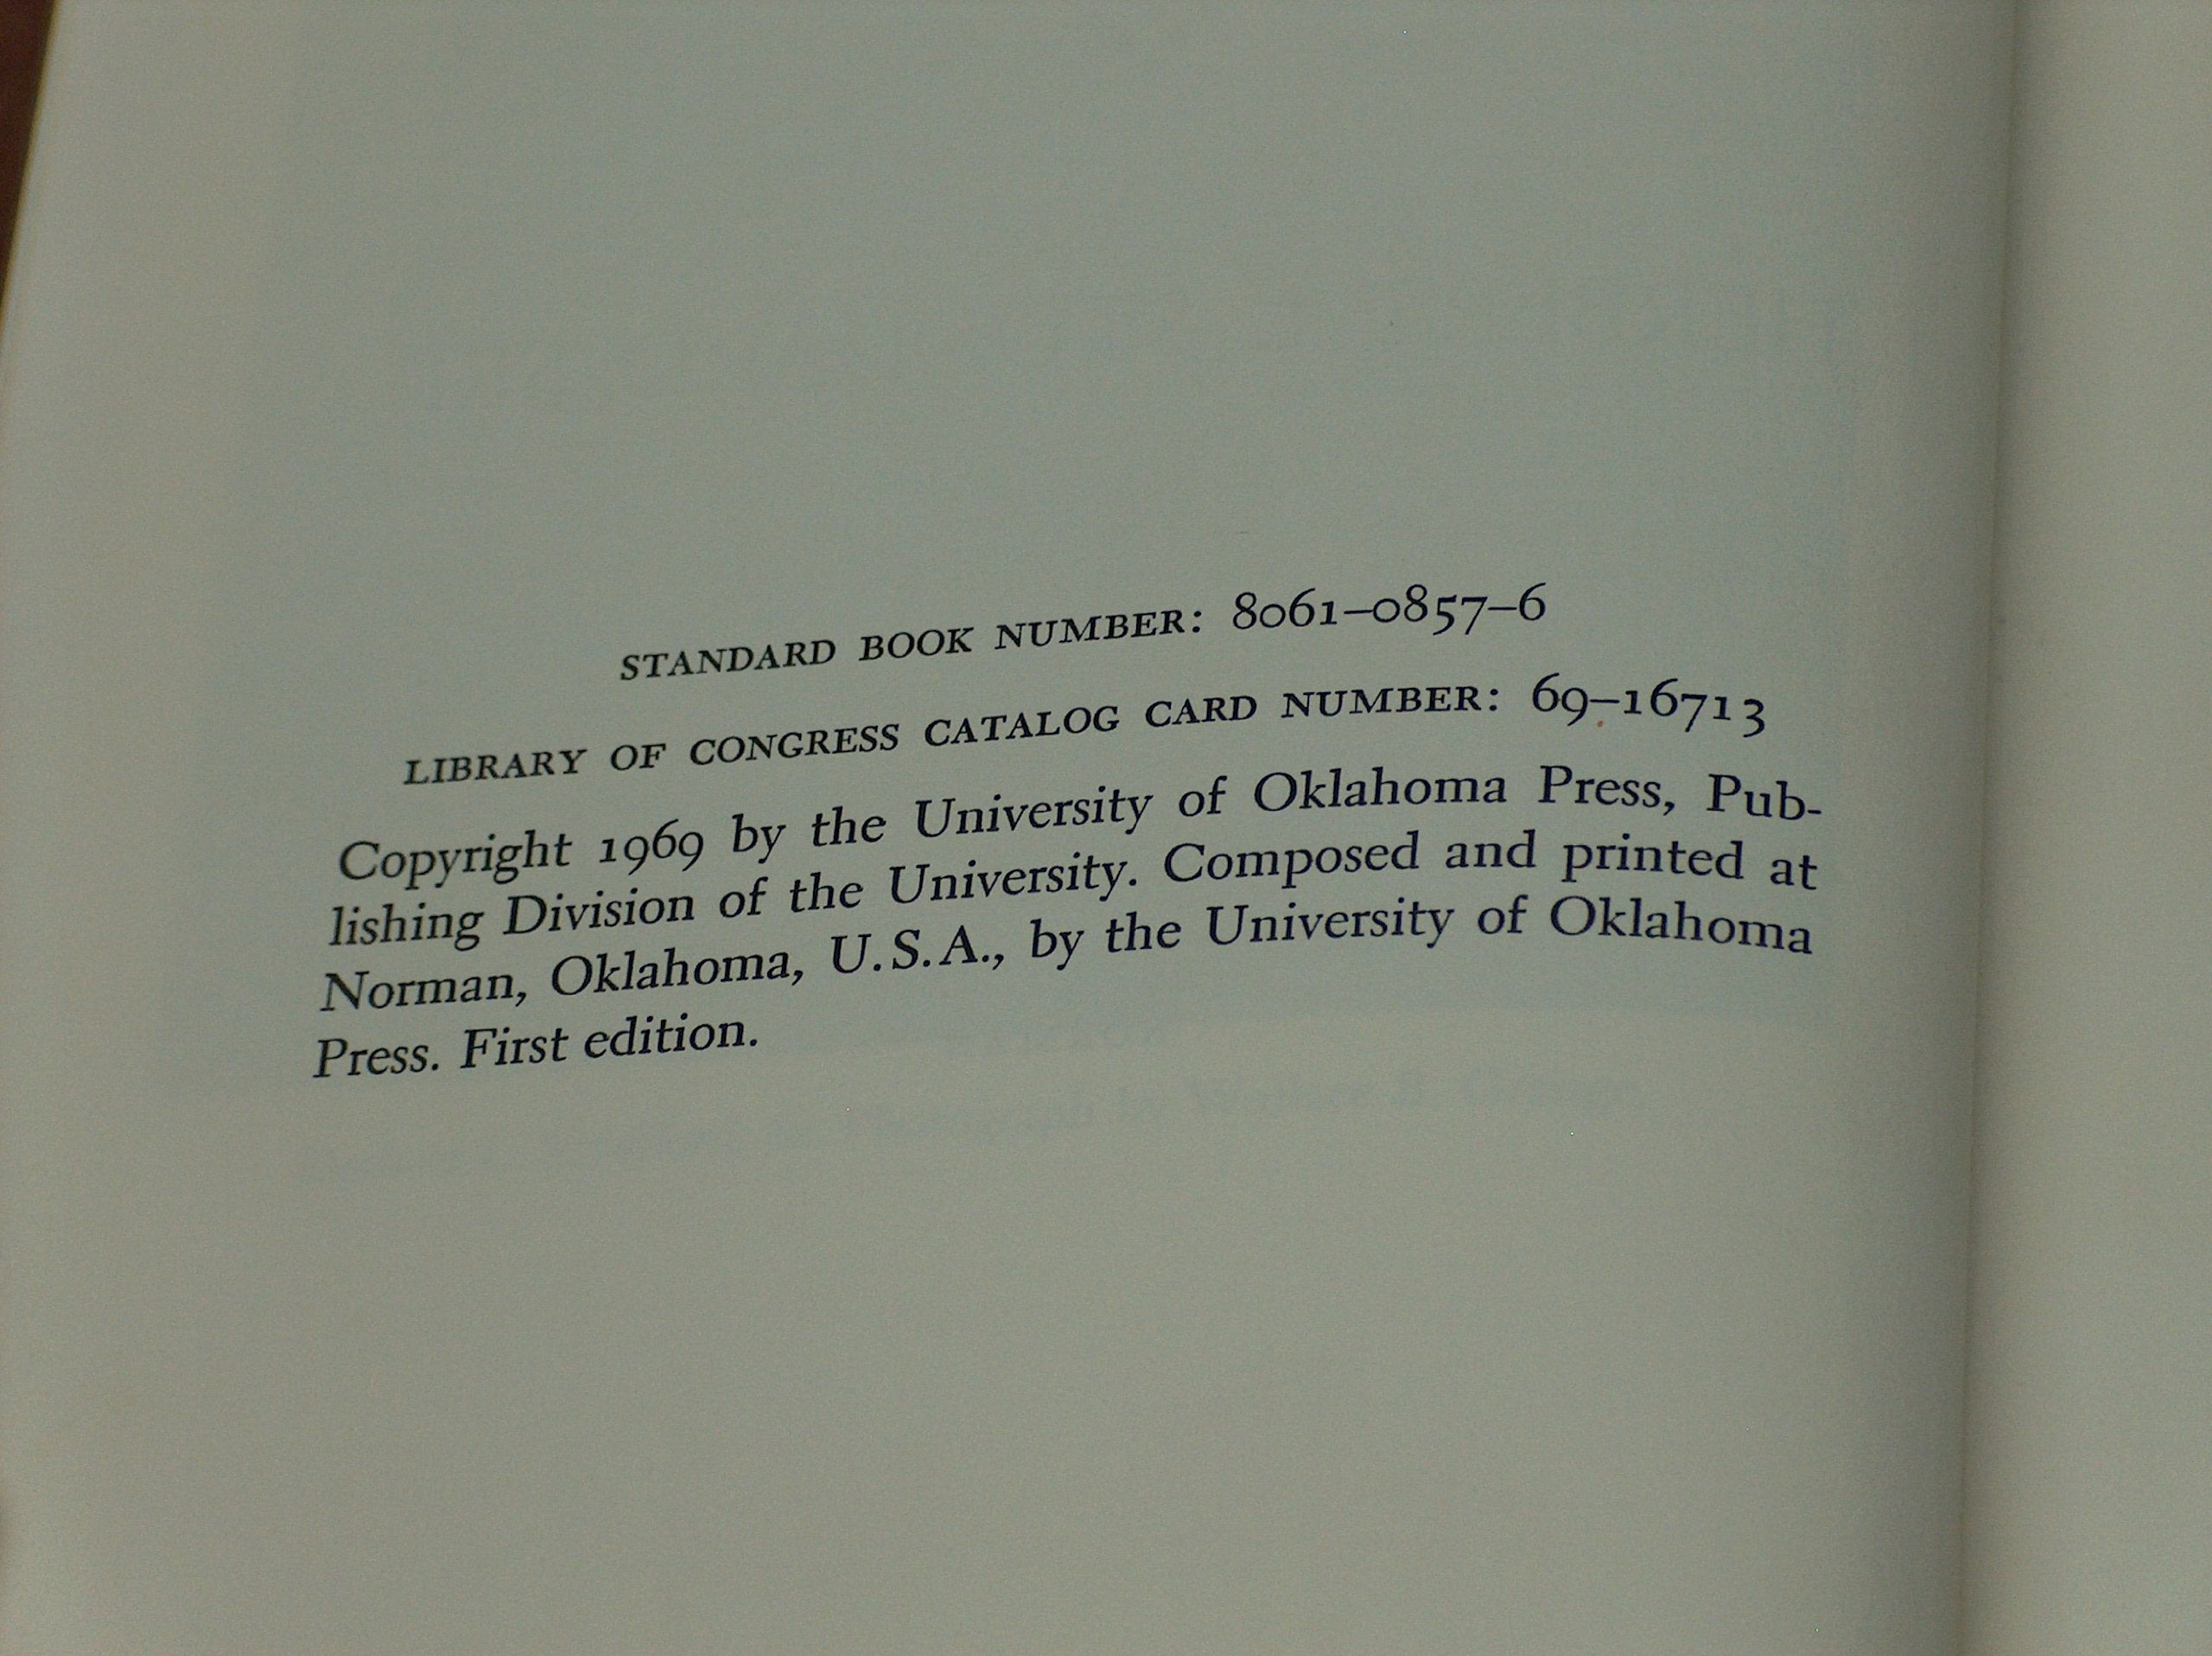 STANDARD BOOK NUMBER: 8061–0857–6
LIBRARY OF CONGRESS CATALOG CARD NUMBER: 69–16713
Copyright 1969 by the University of Oklahoma Press, Pub-
lishing Division of the University. Composed and printed at
Norman, Oklahoma, U.S.A., by the University of Oklahoma
Press. First edition.